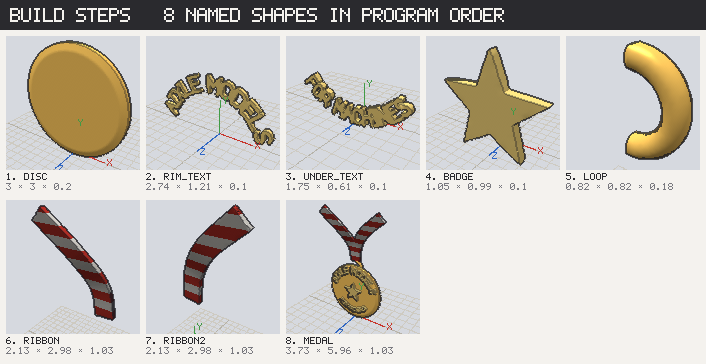 BUILD STEPS 8 NAMED SHAPES IN PROGRAM ORDER
MODELS
FOR MACHINES
Y
X
Z
1. DISC
3 × 3 × 0.2
2. RIM_TEXT
2.74 × 1.21 × 0.1
3. UNDER_TEXT
1.75 × 0.61 × 0.1
4. BADGE
1.05 × 0.99 × 0.1
5. LOOP
0.82 × 0.82 × 0.18
6. RIBBON
2.13 × 2.98 × 1.03
7. RIBBON2
2.13 × 2.98 × 1.03
8. MEDAL
3.73 × 5.96 × 1.03